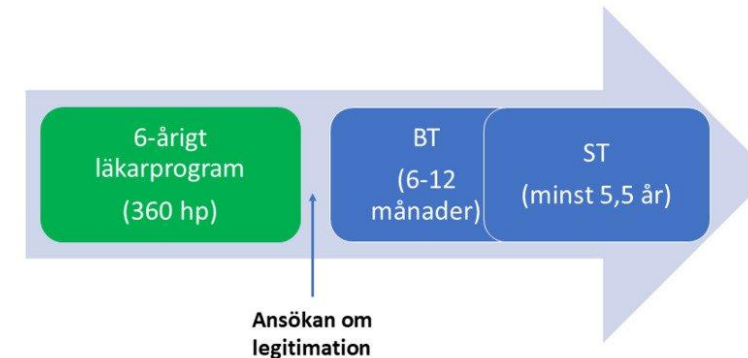 6-årigt
läkarprogram
(360 hp)
BT
(6-12
månader)
ST
(minst 5,5 år)
Ansökan om
legitimation